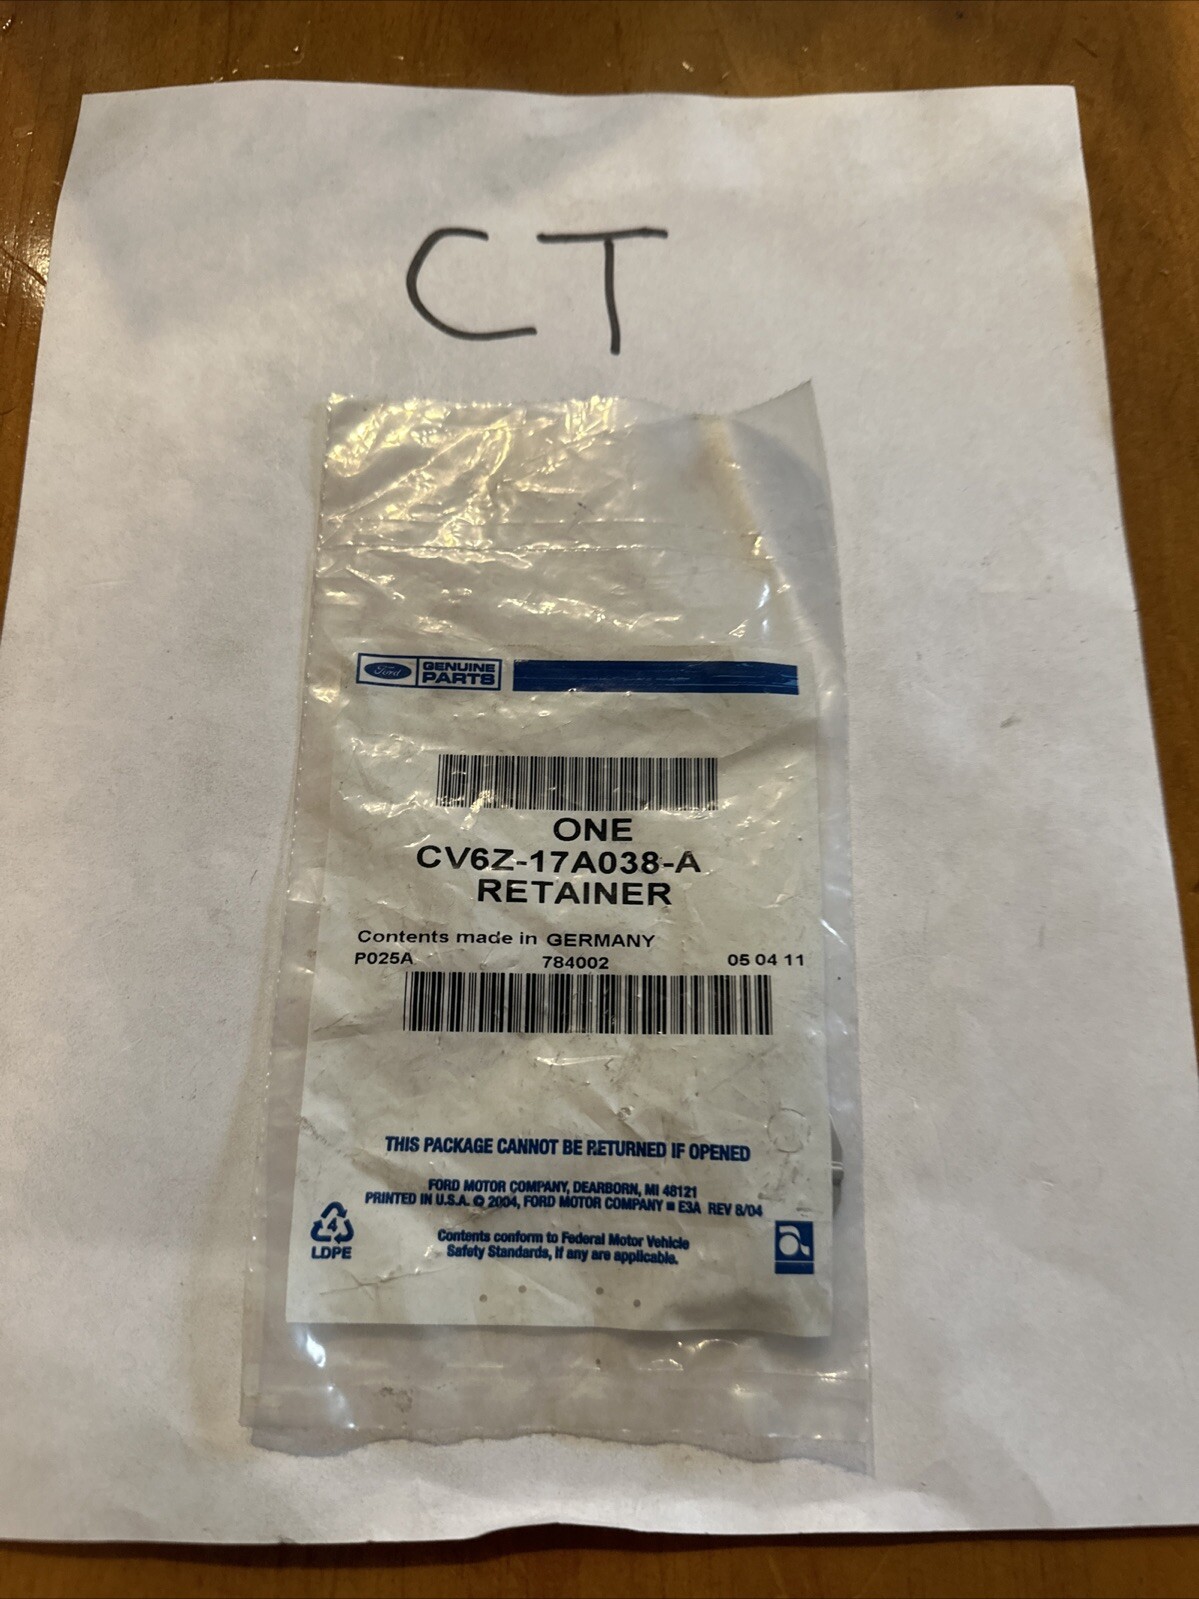 CT
Ford GENUINE PARTS
ONE
CV6Z-17A038-A
RETAINER
Contents made in GERMANY
P025A 784002 05 04 11
THIS PACKAGE CANNOT BE RETURNED IF OPENED
FORD MOTOR COMPANY, DEARBORN, MI 48121
PRINTED IN U.S.A. © 2004, FORD MOTOR COMPANY ■ E3A REV 8/04
4
LDPE
Contents conform to Federal Motor Vehicle
Safety Standards, if any are applicable.